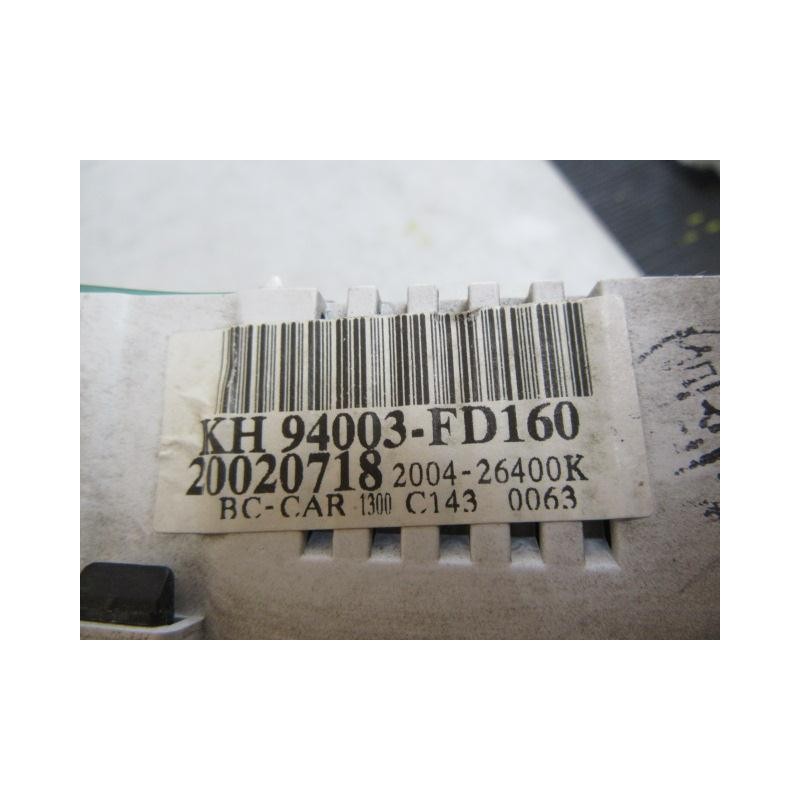 KH 94003-FD160
20020718 2004-26400K
BC-CAR 1300 C143 0063